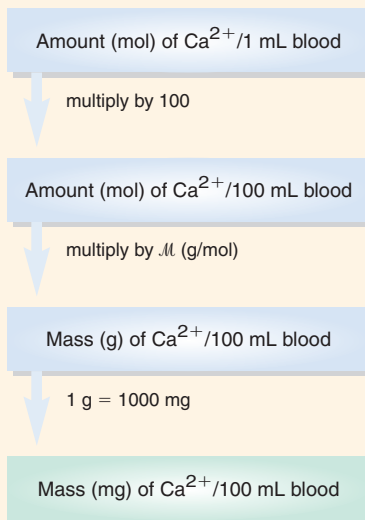 Amount (mol) of Ca²⁺/1 mL blood
multiply by 100
Amount (mol) of Ca²⁺/100 mL blood
multiply by ℳ (g/mol)
Mass (g) of Ca²⁺/100 mL blood
1 g = 1000 mg
Mass (mg) of Ca²⁺/100 mL blood